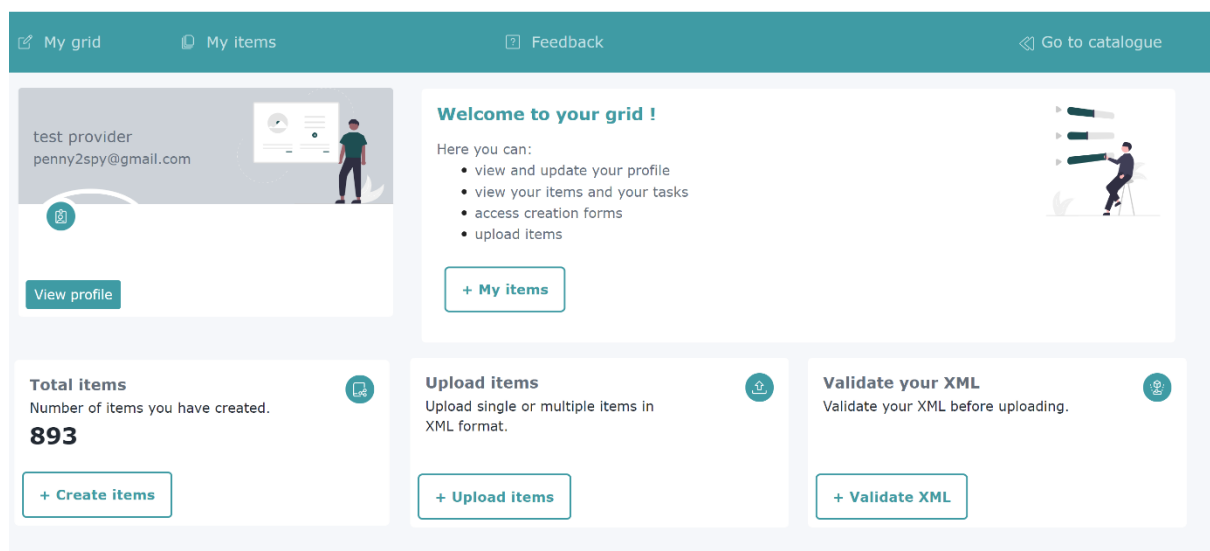 My grid
My items
Feedback
Go to catalogue
test provider
penny2spy@gmail.com
View profile
Welcome to your grid !
Here you can:
• view and update your profile
• view your items and your tasks
• access creation forms
• upload items
+ My items
Total items
Number of items you have created.
893
+ Create items
Upload items
Upload single or multiple items in
XML format.
+ Upload items
Validate your XML
Validate your XML before uploading.
+ Validate XML